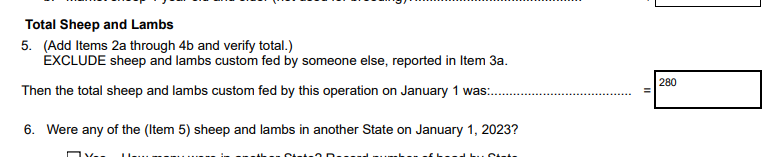 Total Sheep and Lambs
5. (Add Items 2a through 4b and verify total.)
EXCLUDE sheep and lambs custom fed by someone else, reported in Item 3a.
Then the total sheep and lambs custom fed by this operation on January 1 was:..................................... = 280
6. Were any of the (Item 5) sheep and lambs in another State on January 1, 2023?